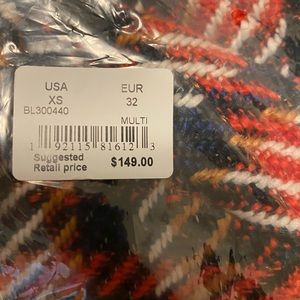 USA EUR
XS 32
BL300440
MULTI
1 92115 81612 3
Suggested
Retail price $149.00